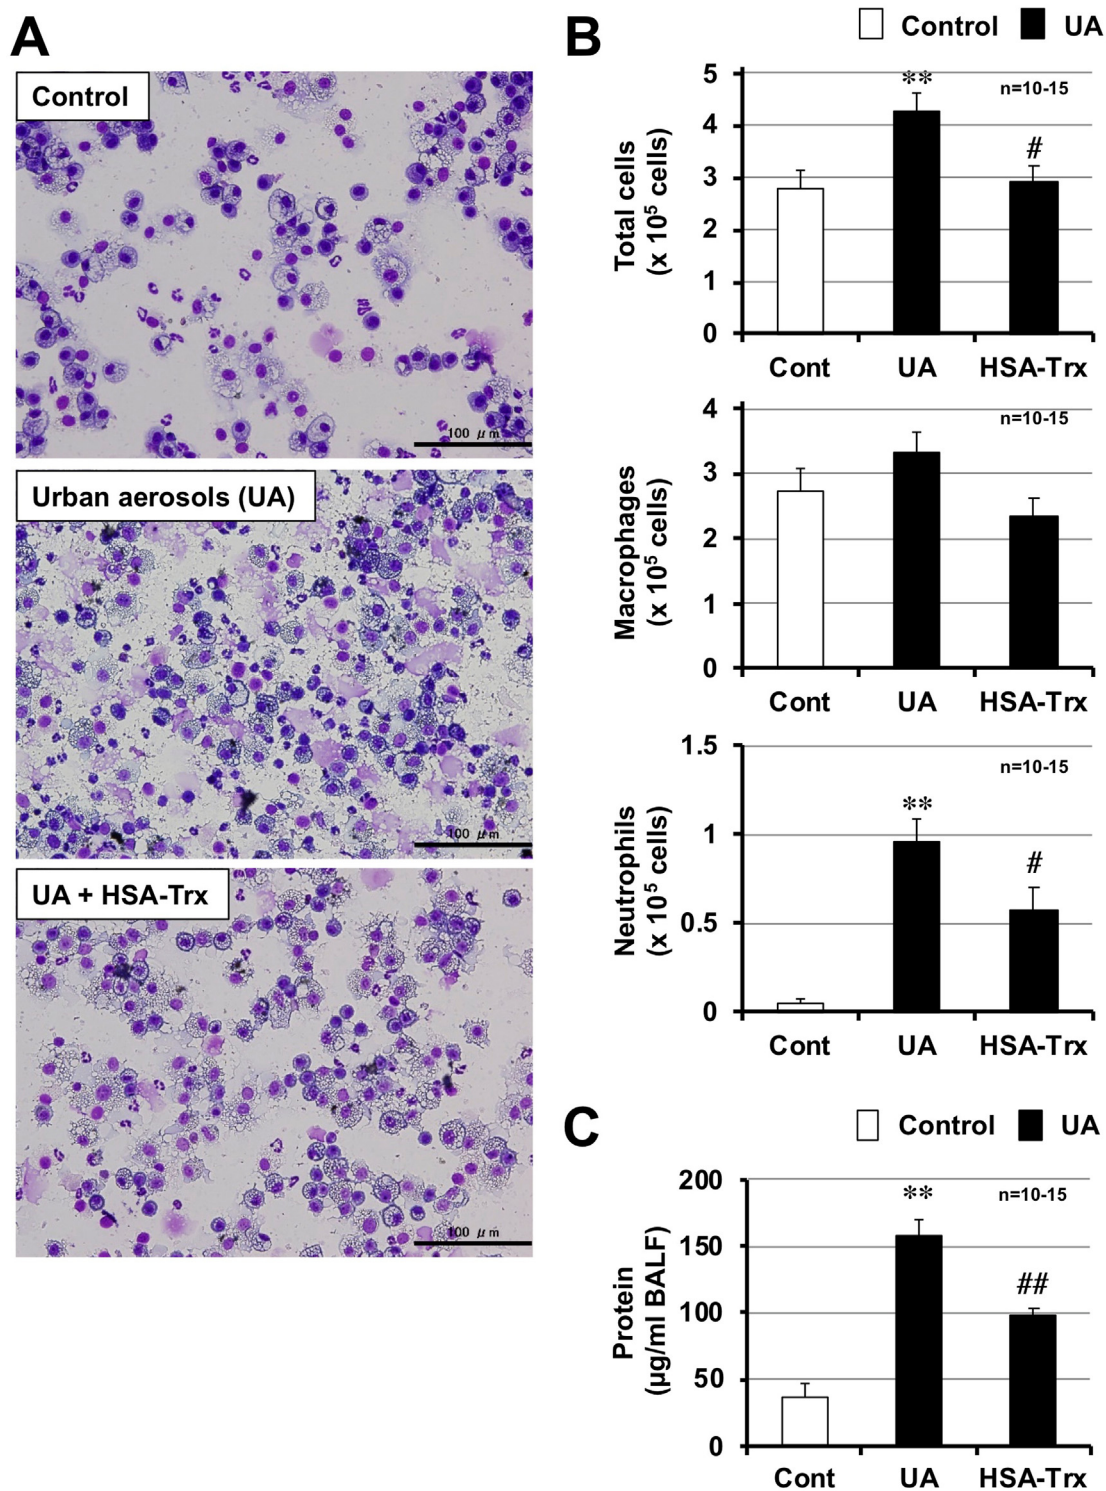 A
Control
100 μm
Urban aerosols (UA)
100 μm
UA + HSA-Trx
100 μm
B
Control UA
Total cells
(x 10⁵ cells)
5
4
3
2
1
0
**
#
n=10-15
Cont UA HSA-Trx
Macrophages
(x 10⁵ cells)
4
3
2
1
0
n=10-15
Cont UA HSA-Trx
Neutrophils
(x 10⁵ cells)
1.5
1
0.5
0
**
#
n=10-15
Cont UA HSA-Trx
C
Control UA
Protein
(µg/ml BALF)
200
150
100
50
0
**
##
n=10-15
Cont UA HSA-Trx